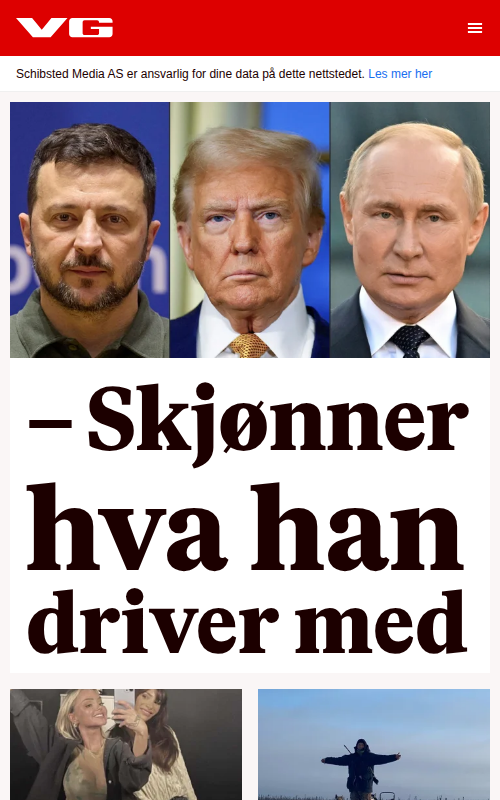 VG
Schibsted Media AS er ansvarlig for dine data på dette nettstedet. Les mer her
– Skjønner
hva han
driver med